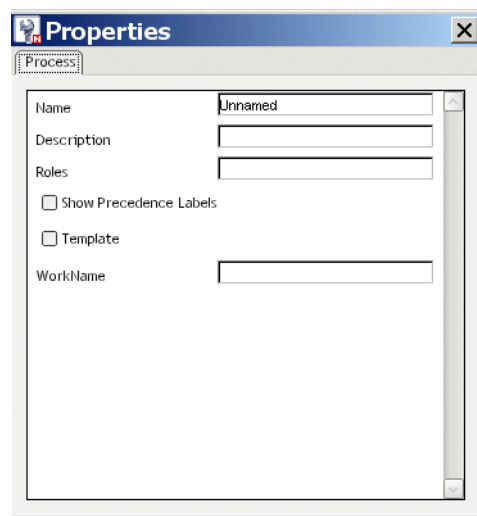 Properties
Process
Name Unnamed
Description
Roles
Show Precedence Labels
Template
WorkName